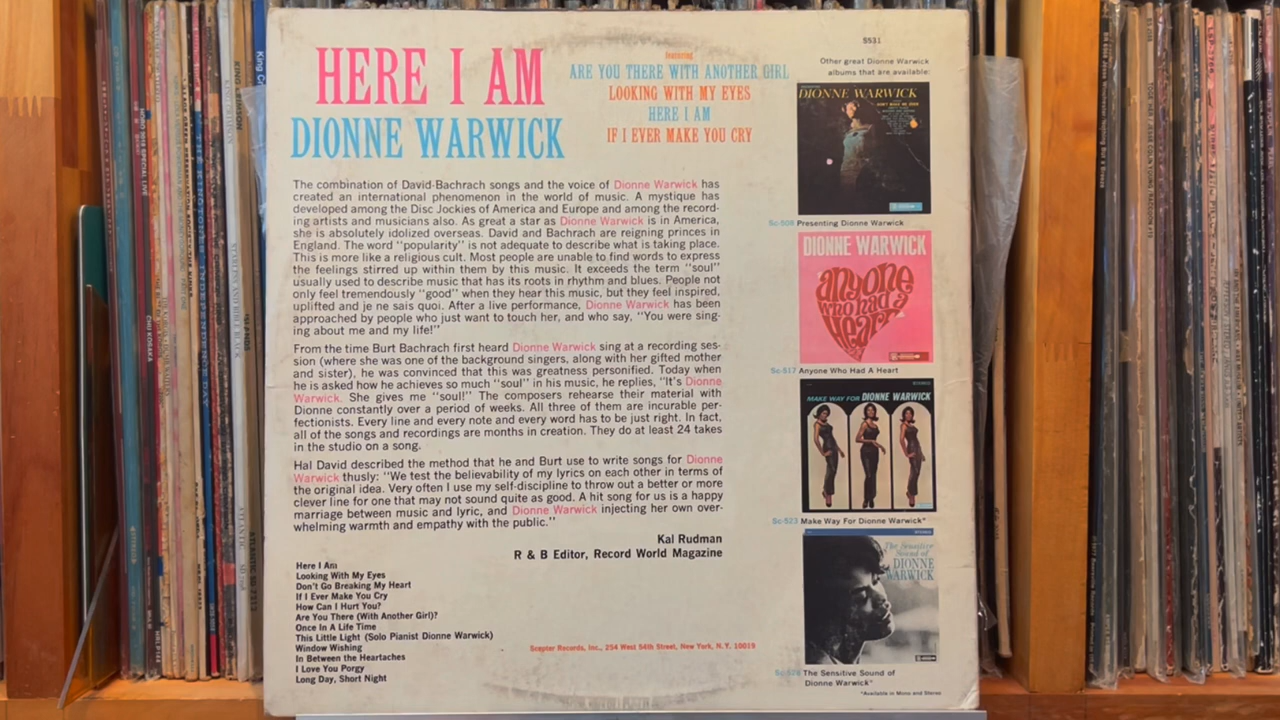 HERE I AM
DIONNE WARWICK
featuring
ARE YOU THERE WITH ANOTHER GIRL
LOOKING WITH MY EYES
HERE I AM
IF I EVER MAKE YOU CRY
The combination of David-Bachrach songs and the voice of Dionne Warwick has
created an international phenomenon in the world of music. A mystique has
developed among the Disc Jockies of America and Europe and among the record-
ing artists and musicians also. As great a star as Dionne Warwick is in America,
she is absolutely idolized overseas. David and Bachrach are reigning princes in
England. The word "popularity" is not adequate to describe what is taking place.
This is more like a religious cult. Most people are unable to find words to express
the feelings stirred up within them by this music. It exceeds the term "soul"
usually used to describe music that has its roots in rhythm and blues. People not
only feel tremendously "good" when they hear this music, but they feel inspired,
uplifted and je ne sais quoi. After a live performance, Dionne Warwick has been
approached by people who just want to touch her, and who say, "You were sing-
ing about me and my life!"
From the time Burt Bachrach first heard Dionne Warwick sing at a recording ses-
sion (where she was one of the background singers, along with her gifted mother
and sister), he was convinced that this was greatness personified. Today when
he is asked how he achieves so much "soul" in his music, he replies, "It's Dionne
Warwick. She gives me "soul!" The composers rehearse their material with
Dionne constantly over a period of weeks. All three of them are incurable per-
fectionists. Every line and every note and every word has to be just right. In fact,
all of the songs and recordings are months in creation. They do at least 24 takes
in the studio on a song.
Hal David described the method that he and Burt use to write songs for Dionne
Warwick thusly: "We test the believability of my lyrics on each other in terms of
the original idea. Very often I use my self-discipline to throw out a better or more
clever line for one that may not sound quite as good. A hit song for us is a happy
marriage between music and lyric, and Dionne Warwick injecting her own over-
whelming warmth and empathy with the public."
Kal Rudman
R & B Editor, Record World Magazine
Here I Am
Looking With My Eyes
Don't Go Breaking My Heart
If I Ever Make You Cry
How Can I Hurt You?
Are You There (With Another Girl)?
Once In A Life Time
This Little Light (Solo Pianist Dionne Warwick)
Window Wishing
In Between the Heartaches
I Love You Porgy
Long Day, Short Night
Scepter Records, Inc., 254 West 54th Street, New York, N.Y. 10019
S531
Other great Dionne Warwick
albums that are available:
DIONNE WARWICK
Sc-508 Presenting Dionne Warwick
DIONNE WARWICK
anyone
who had a
Heart
Sc-517 Anyone Who Had A Heart
MAKE WAY FOR DIONNE WARWICK
Sc-523 Make Way For Dionne Warwick*
The Sensitive
Sound of
DIONNE
WARWICK
The Sensitive Sound of
Dionne Warwick*
*Available in Mono and Stereo